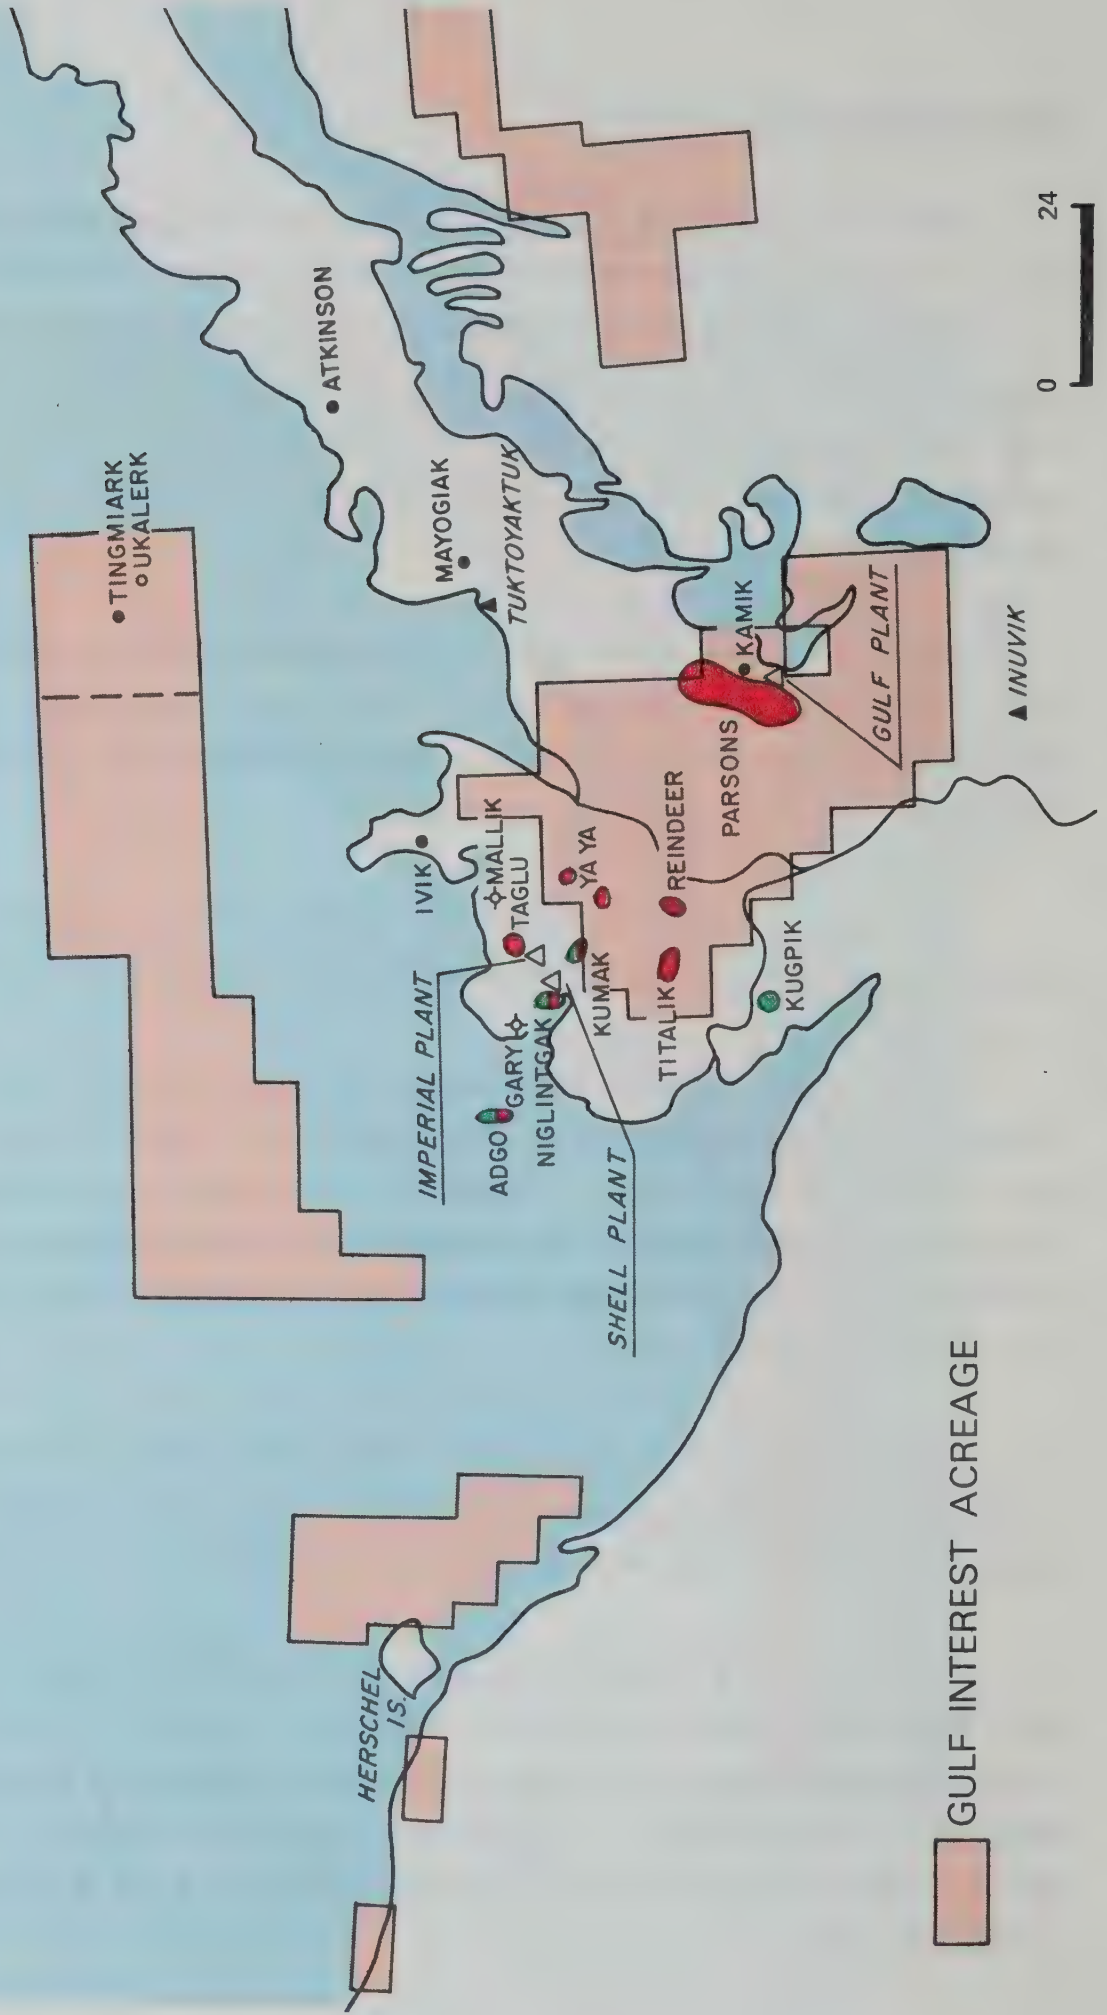 TINGMIARK
UKALERK
ATKINSON
MAYOGIAK
TUKTOYAKTUK
IVIK
MALLIK
TAGLU
IMPERIAL PLANT
YA YA
ADGO
GARY
NIGLINTGAK
KUMAK
TITALIK
REINDEER
PARSONS
KAMIK
GULF PLANT
KUGPIK
SHELL PLANT
INUVIK
HERSCHEL
IS.
0 24
GULF INTEREST ACREAGE